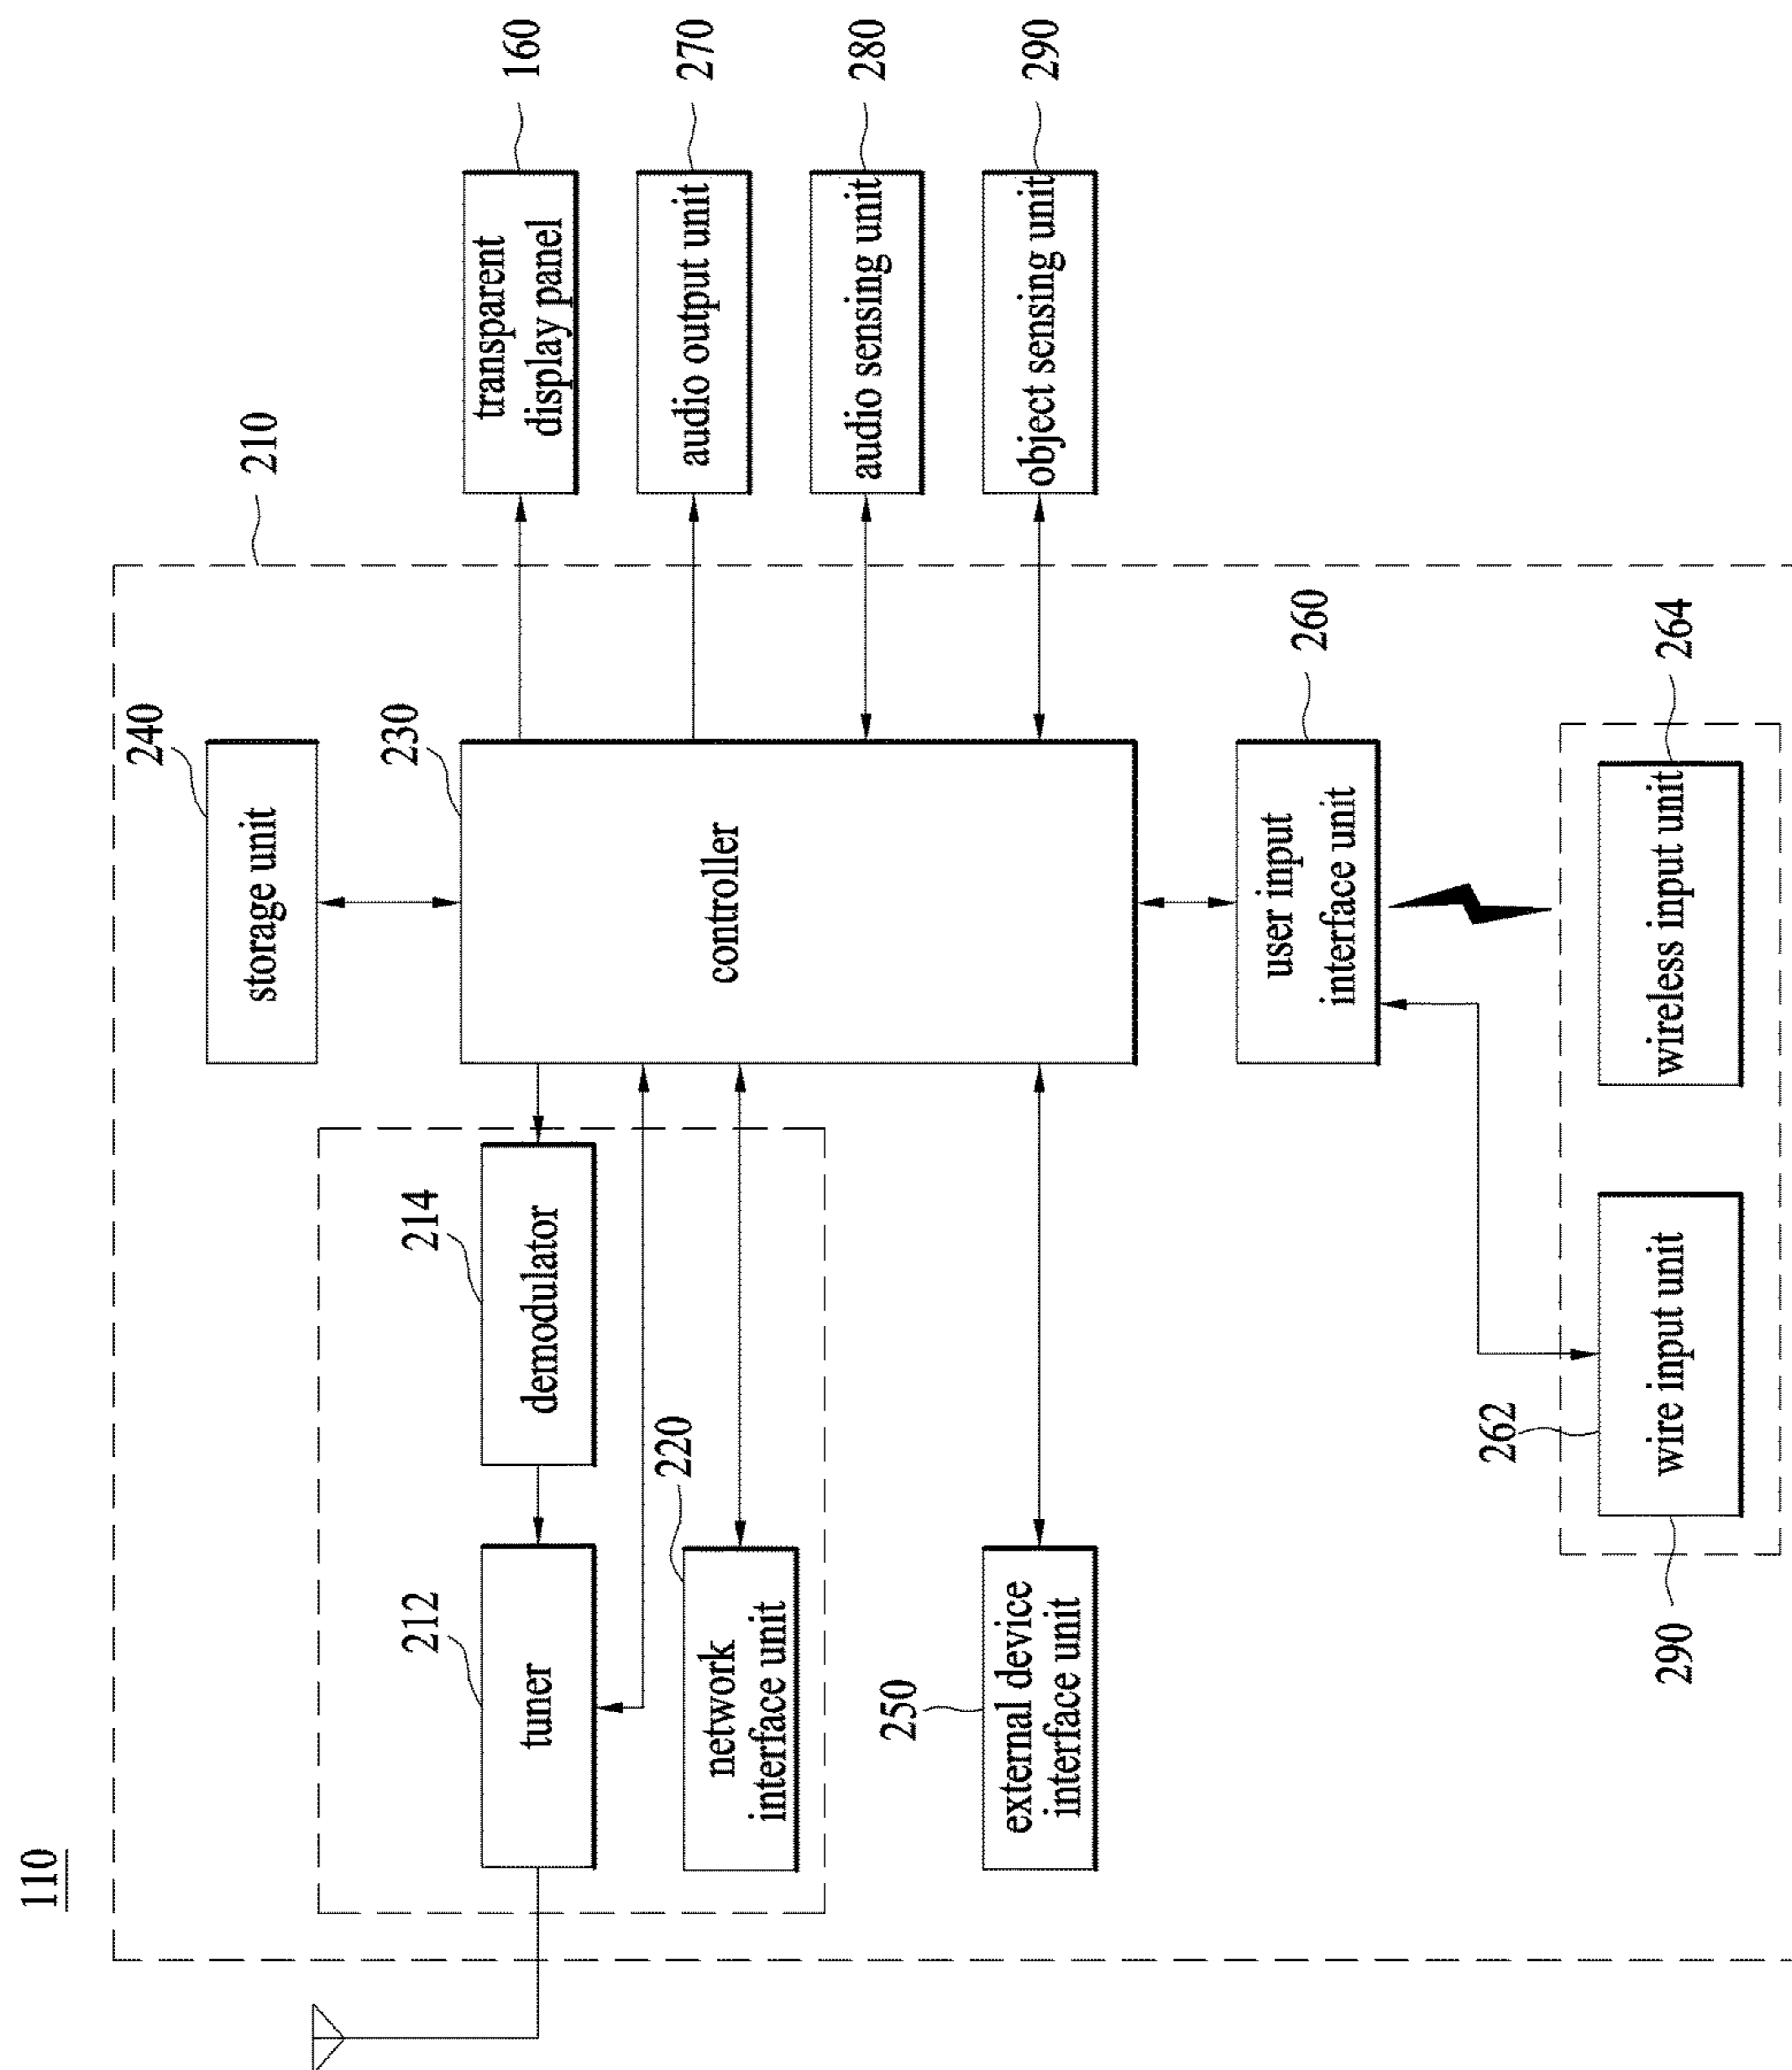 110
210
240
storage unit
230
controller
transparent
display panel
160
audio output unit
270
audio sensing unit
280
object sensing unit
290
212
tuner
214
demodulator
220
network
interface unit
250
external device
interface unit
user input
interface unit
260
262
wire input unit
290
wireless input unit
264